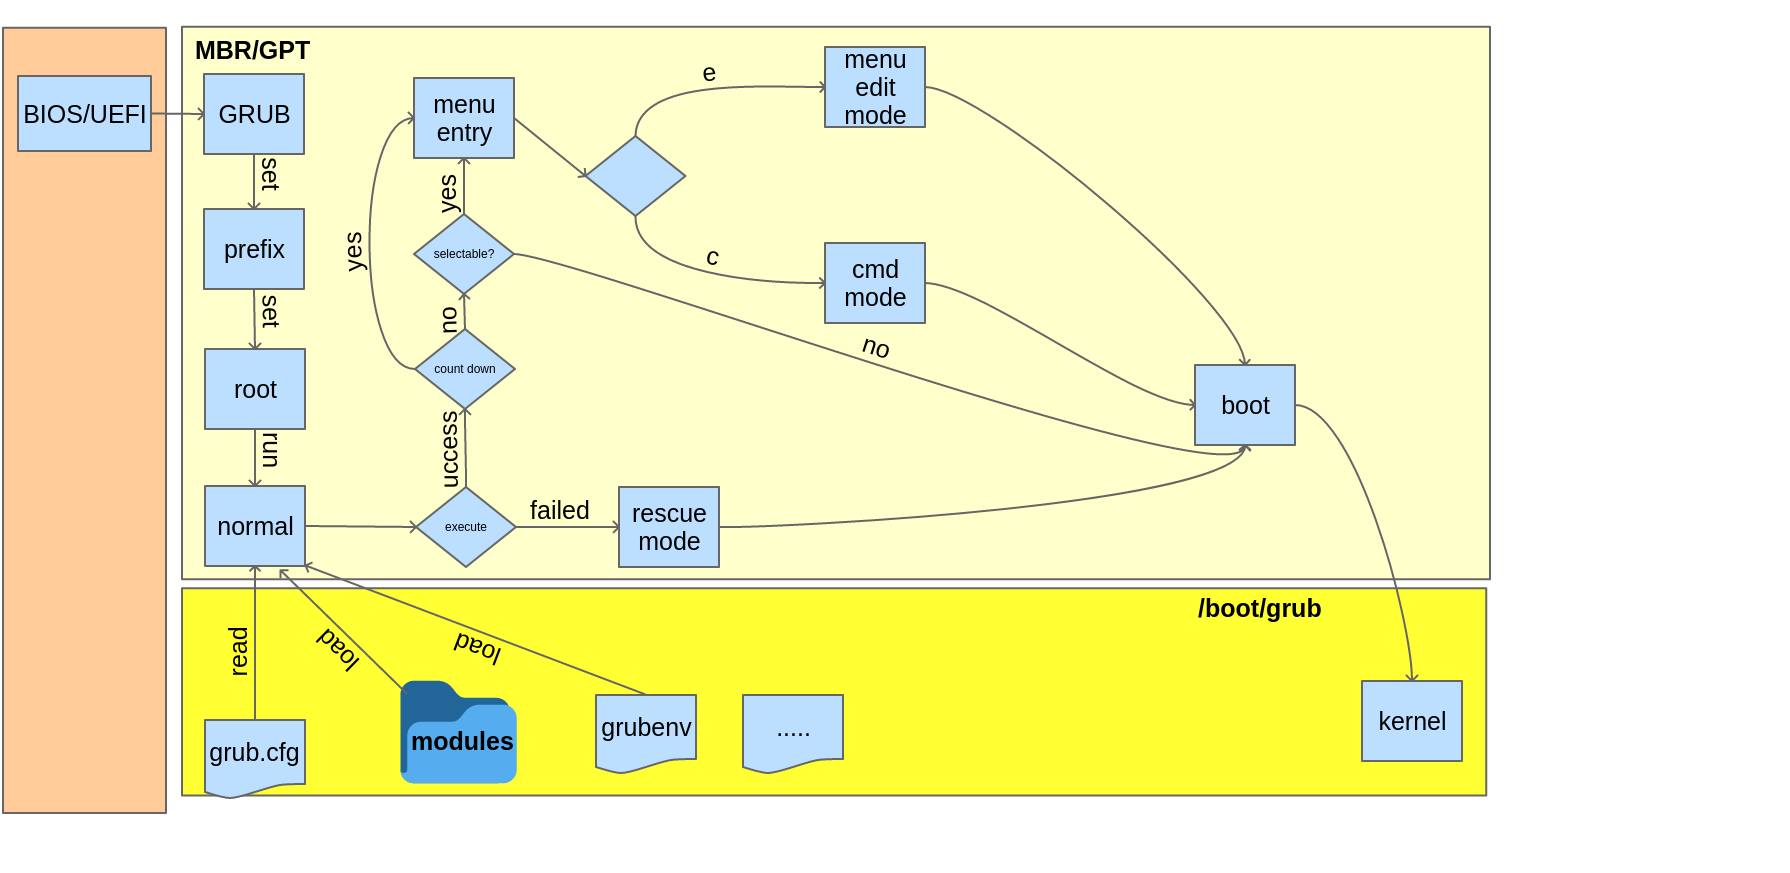 MBR/GPT
BIOS/UEFI
GRUB
set
prefix
set
root
run
normal
menu
entry
yes
yes
selectable?
no
count down
uccess
execute
failed
rescue
mode
e
menu
edit
mode
c
cmd
mode
no
boot
/boot/grub
read
load
load
grub.cfg
modules
grubenv
.....
kernel